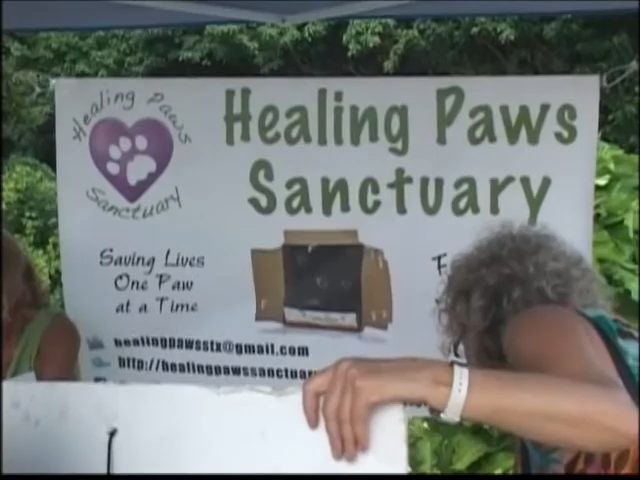 Healing Paws
Sanctuary
Healing Paws
Sanctuary
Saving Lives
One Paw
at a Time
healingpawsstx@gmail.com